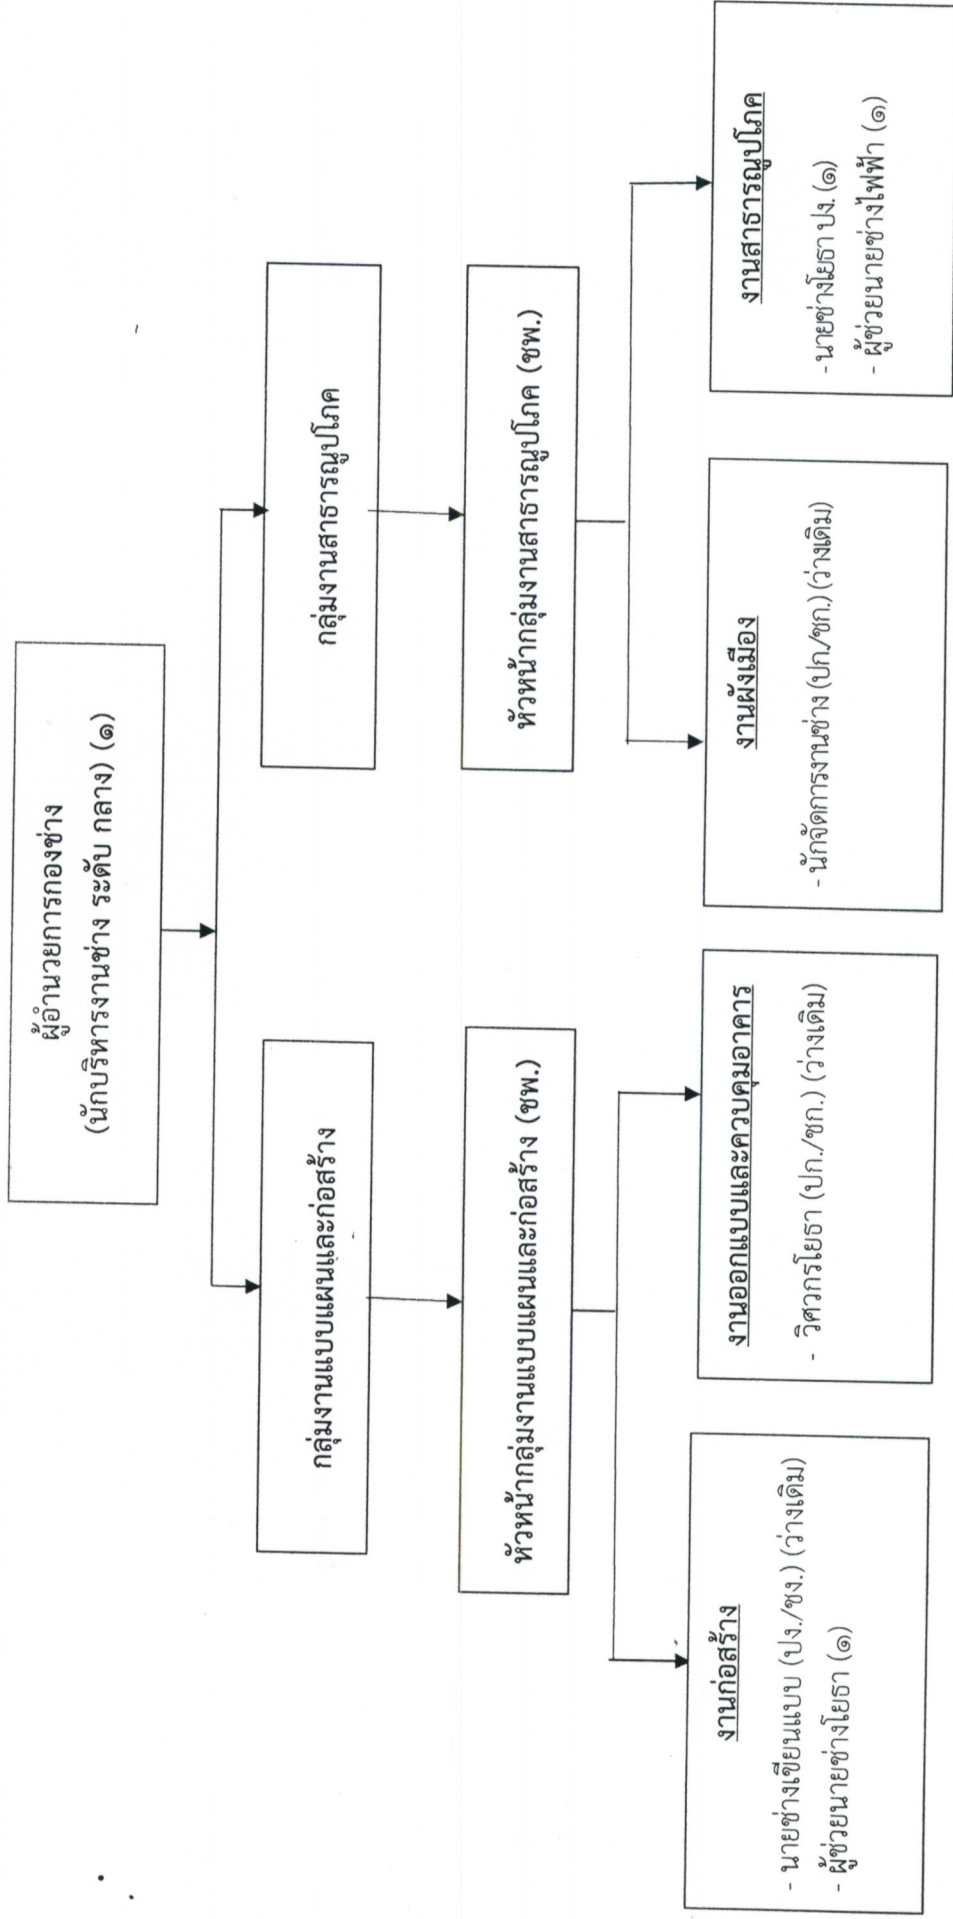 ผู้อำนวยการกองช่าง
(นักบริหารงานช่าง ระดับ กลาง) (๑)
กลุ่มงานแบบแผนและก่อสร้าง
กลุ่มงานสาธารณูปโภค
หัวหน้ากลุ่มงานแบบแผนและก่อสร้าง (ชพ.)
หัวหน้ากลุ่มงานสาธารณูปโภค (ชพ.)
งานก่อสร้าง
- นายช่างเขียนแบบ (ปง./ชง.) (ว่างเดิม)
- ผู้ช่วยนายช่างโยธา (๑)
งานออกแบบและควบคุมอาคาร
- วิศวกรโยธา (ปก./ชก.) (ว่างเดิม)
งานผังเมือง
- นักจัดการงานช่าง (ปก/ชก.) (ว่างเดิม)
งานสาธารณูปโภค
- นายช่างโยธา ปง. (๑)
- ผู้ช่วยนายช่างไฟฟ้า (๑)